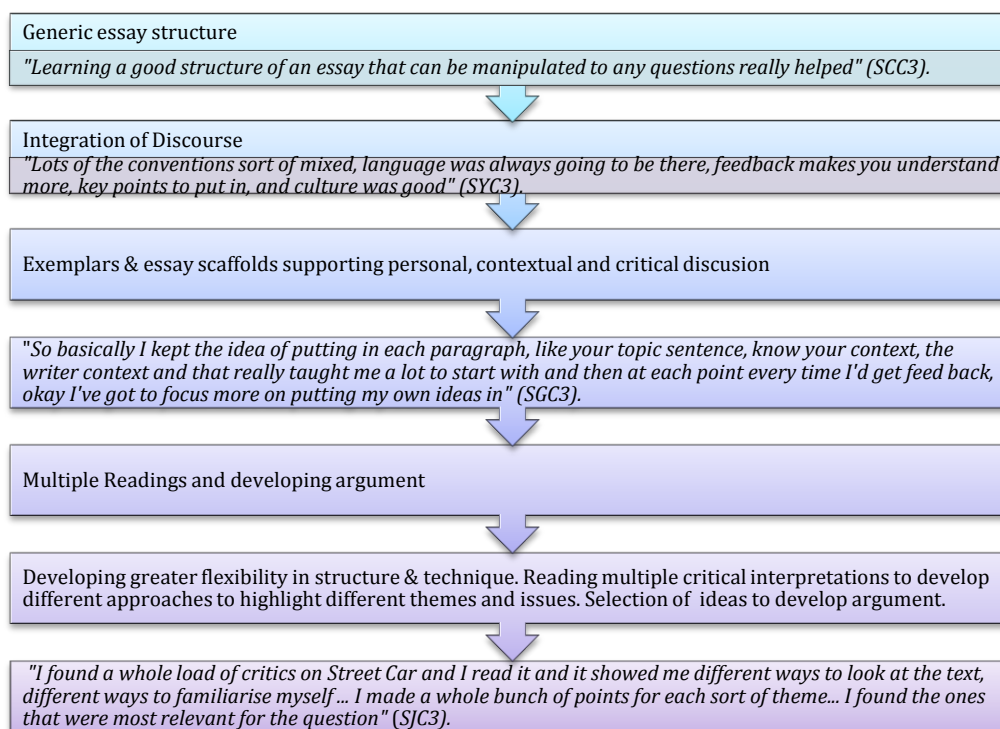 Generic essay structure
"Learning a good structure of an essay that can be manipulated to any questions really helped" (SCC3).
Integration of Discourse
"Lots of the conventions sort of mixed, language was always going to be there, feedback makes you understand
more, key points to put in, and culture was good" (SYC3).
Exemplars & essay scaffolds supporting personal, contextual and critical discusion
"So basically I kept the idea of putting in each paragraph, like your topic sentence, know your context, the
writer context and that really taught me a lot to start with and then at each point every time I'd get feed back,
okay I've got to focus more on putting my own ideas in" (SGC3).
Multiple Readings and developing argument
Developing greater flexibility in structure & technique. Reading multiple critical interpretations to develop
different approaches to highlight different themes and issues. Selection of ideas to develop argument.
"I found a whole load of critics on Street Car and I read it and it showed me different ways to look at the text,
different ways to familiarise myself ... I made a whole bunch of points for each sort of theme... I found the ones
that were most relevant for the question" (SJC3).